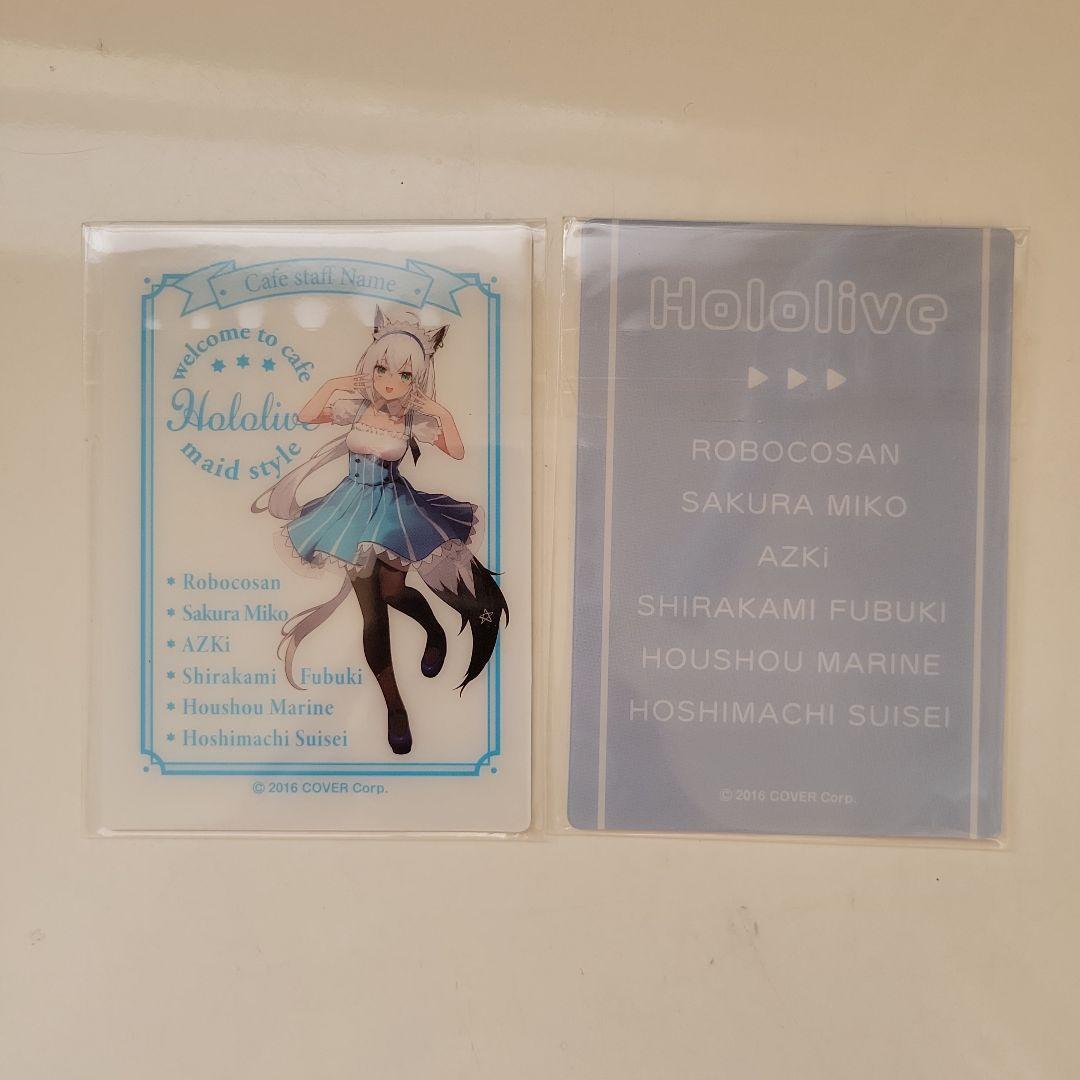 Cafe staff Name
welcome to cafe
Hololive
maid style
* Robocosan
* Sakura Miko
* AZKi
* Shirakami Fubuki
* Houshou Marine
* Hoshimachi Suisei
© 2016 COVER Corp.
Hololive
ROBOCOSAN
SAKURA MIKO
AZKi
SHIRAKAMI FUBUKI
HOUSHOU MARINE
HOSHIMACHI SUISEI
© 2016 COVER Corp.